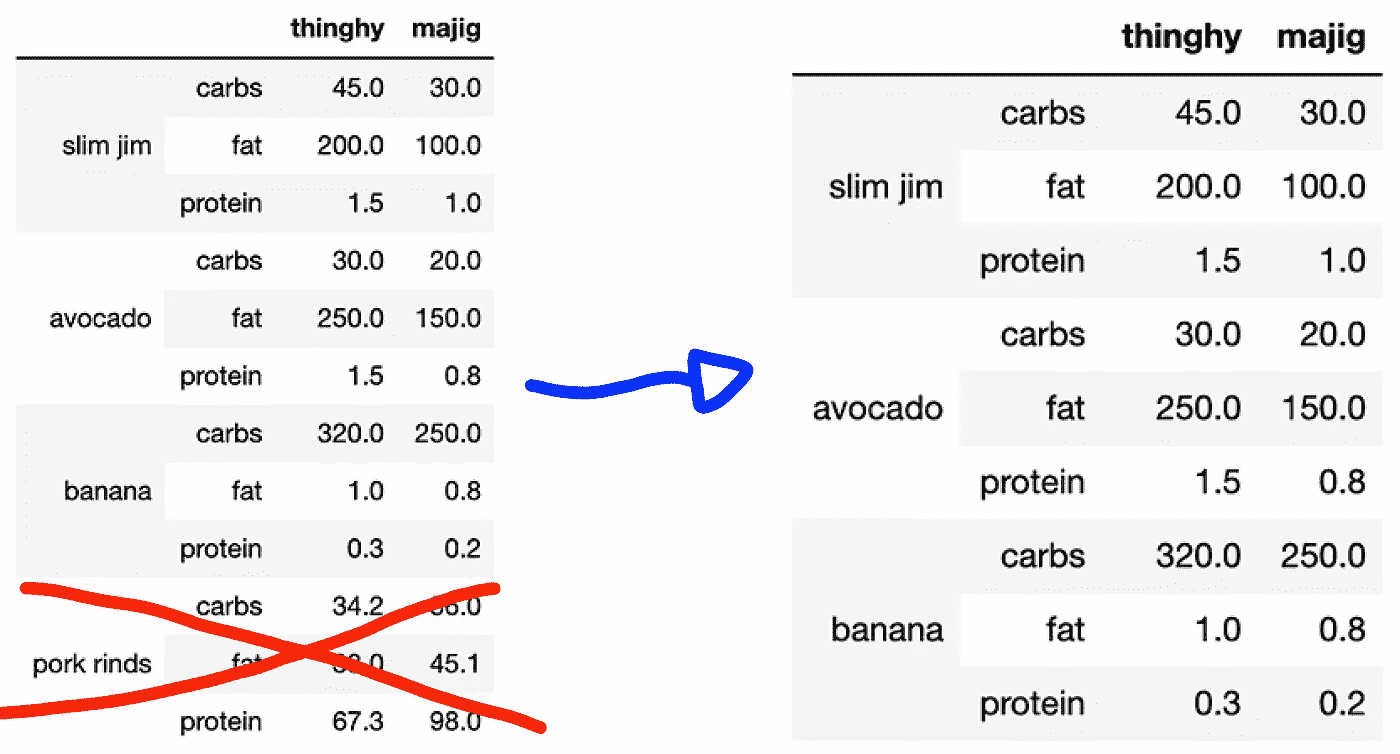 thinghy majig
carbs 45.0 30.0
slim jim fat 200.0 100.0
protein 1.5 1.0
carbs 30.0 20.0
avocado fat 250.0 150.0
protein 1.5 0.8
carbs 320.0 250.0
banana fat 1.0 0.8
protein 0.3 0.2
carbs 34.2
pork rinds fat 45.1
protein 67.3 98.0
thinghy majig
carbs 45.0 30.0
slim jim fat 200.0 100.0
protein 1.5 1.0
carbs 30.0 20.0
avocado fat 250.0 150.0
protein 1.5 0.8
carbs 320.0 250.0
banana fat 1.0 0.8
protein 0.3 0.2